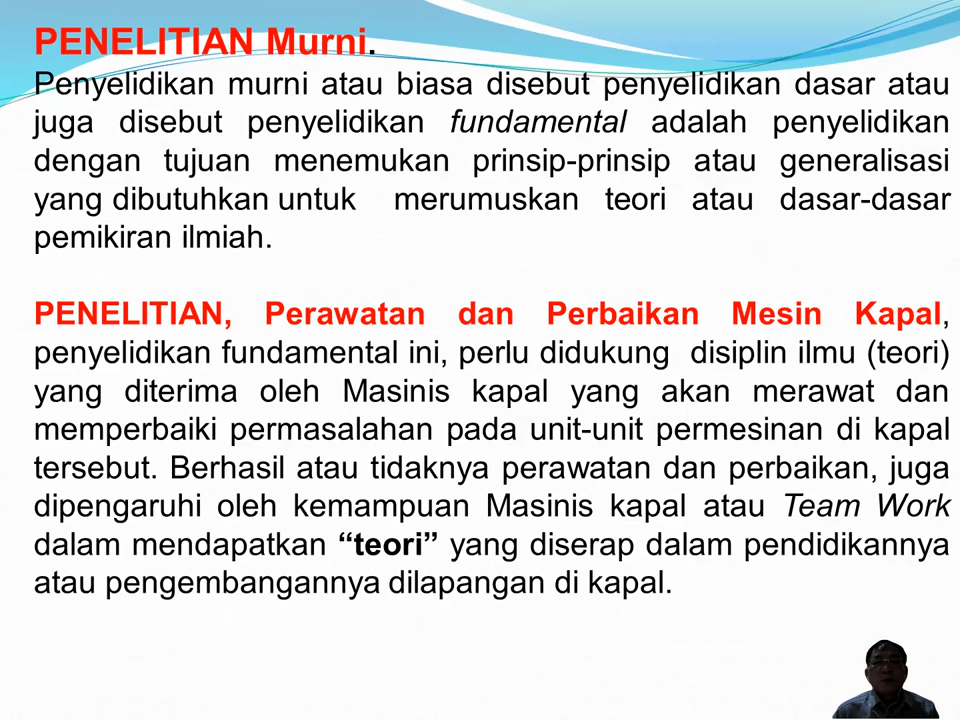 PENELITIAN Murni.
Penyelidikan murni atau biasa disebut penyelidikan dasar atau
juga disebut penyelidikan fundamental adalah penyelidikan
dengan tujuan menemukan prinsip-prinsip atau generalisasi
yang dibutuhkan untuk merumuskan teori atau dasar-dasar
pemikiran ilmiah.
PENELITIAN, Perawatan dan Perbaikan Mesin Kapal,
penyelidikan fundamental ini, perlu didukung disiplin ilmu (teori)
yang diterima oleh Masinis kapal yang akan merawat dan
memperbaiki permasalahan pada unit-unit permesinan di kapal
tersebut. Berhasil atau tidaknya perawatan dan perbaikan, juga
dipengaruhi oleh kemampuan Masinis kapal atau Team Work
dalam mendapatkan “teori” yang diserap dalam pendidikannya
atau pengembangannya dilapangan di kapal.